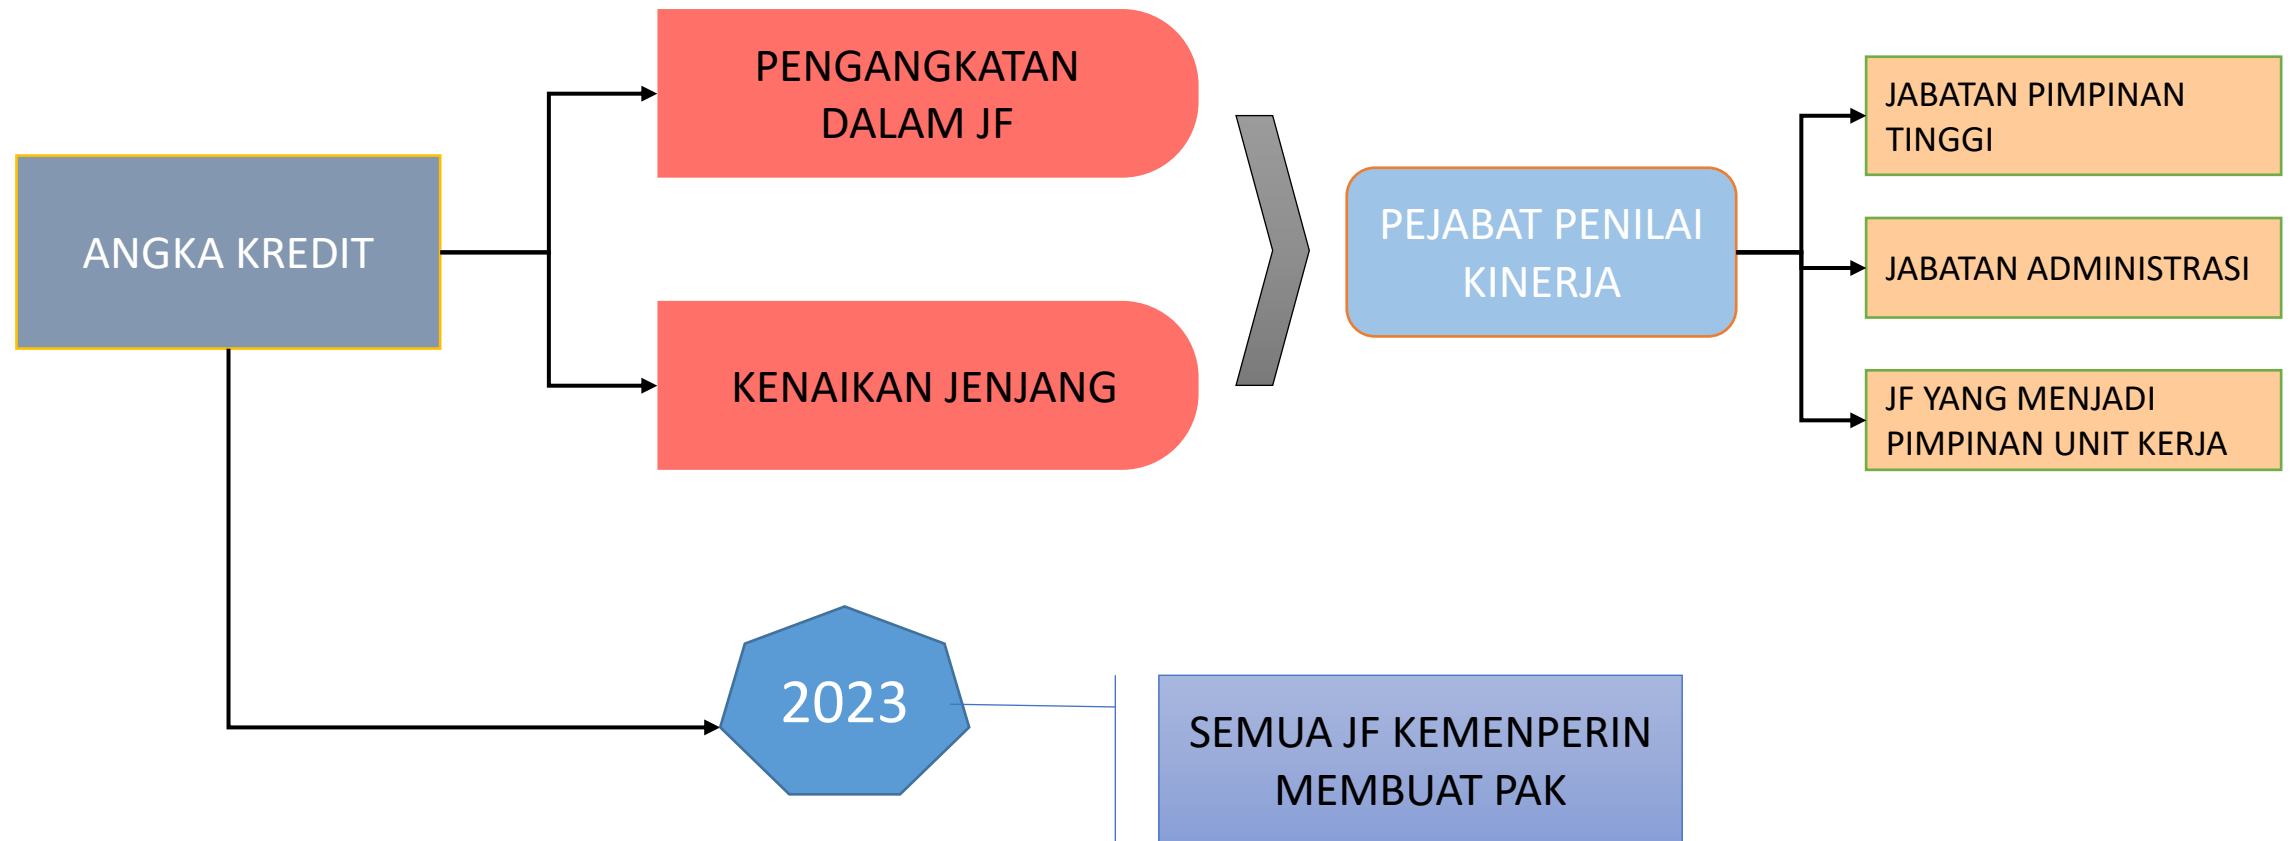 ANGKA KREDIT
PENGANGKATAN
DALAM JF
KENAIKAN JENJANG
PEJABAT PENILAI
KINERJA
JABATAN PIMPINAN
TINGGI
JABATAN ADMINISTRASI
JF YANG MENJADI
PIMPINAN UNIT KERJA
2023
SEMUA JF KEMENPERIN
MEMBUAT PAK